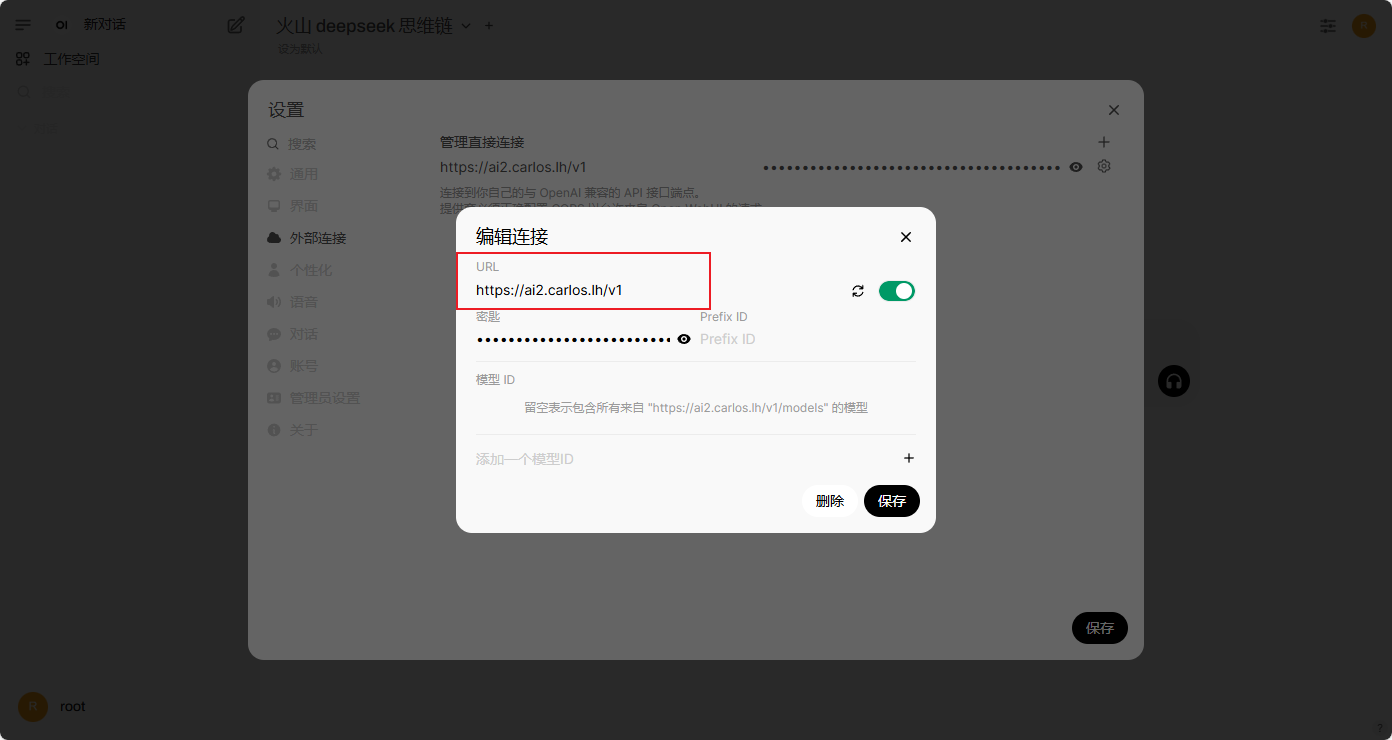 OI 新对话
火山 deepseek 思维链
设为默认
R
工作空间
设置
搜索
通用
界面
外部连接
个性化
语音
对话
账号
管理员设置
关于
管理直接连接
https://ai2.carlos.lh/v1
••••••••••••••••••••••••••••••••••••••
连接到你自己的与 OpenAI 兼容的 API 接口端点。
编辑连接
URL
https://ai2.carlos.lh/v1
密匙
Prefix ID
•••••••••••••••••••••••••
Prefix ID
模型 ID
留空表示包含所有来自 "https://ai2.carlos.lh/v1/models" 的模型
添加一个模型ID
删除
保存
保存
R
root
?